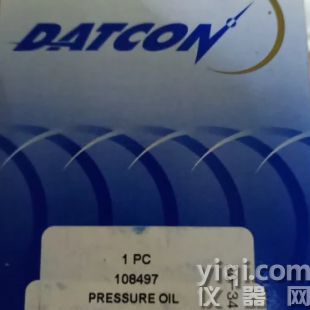 DATCON
1 PC
108497
PRESSURE OIL
yiqi.com
仪器网